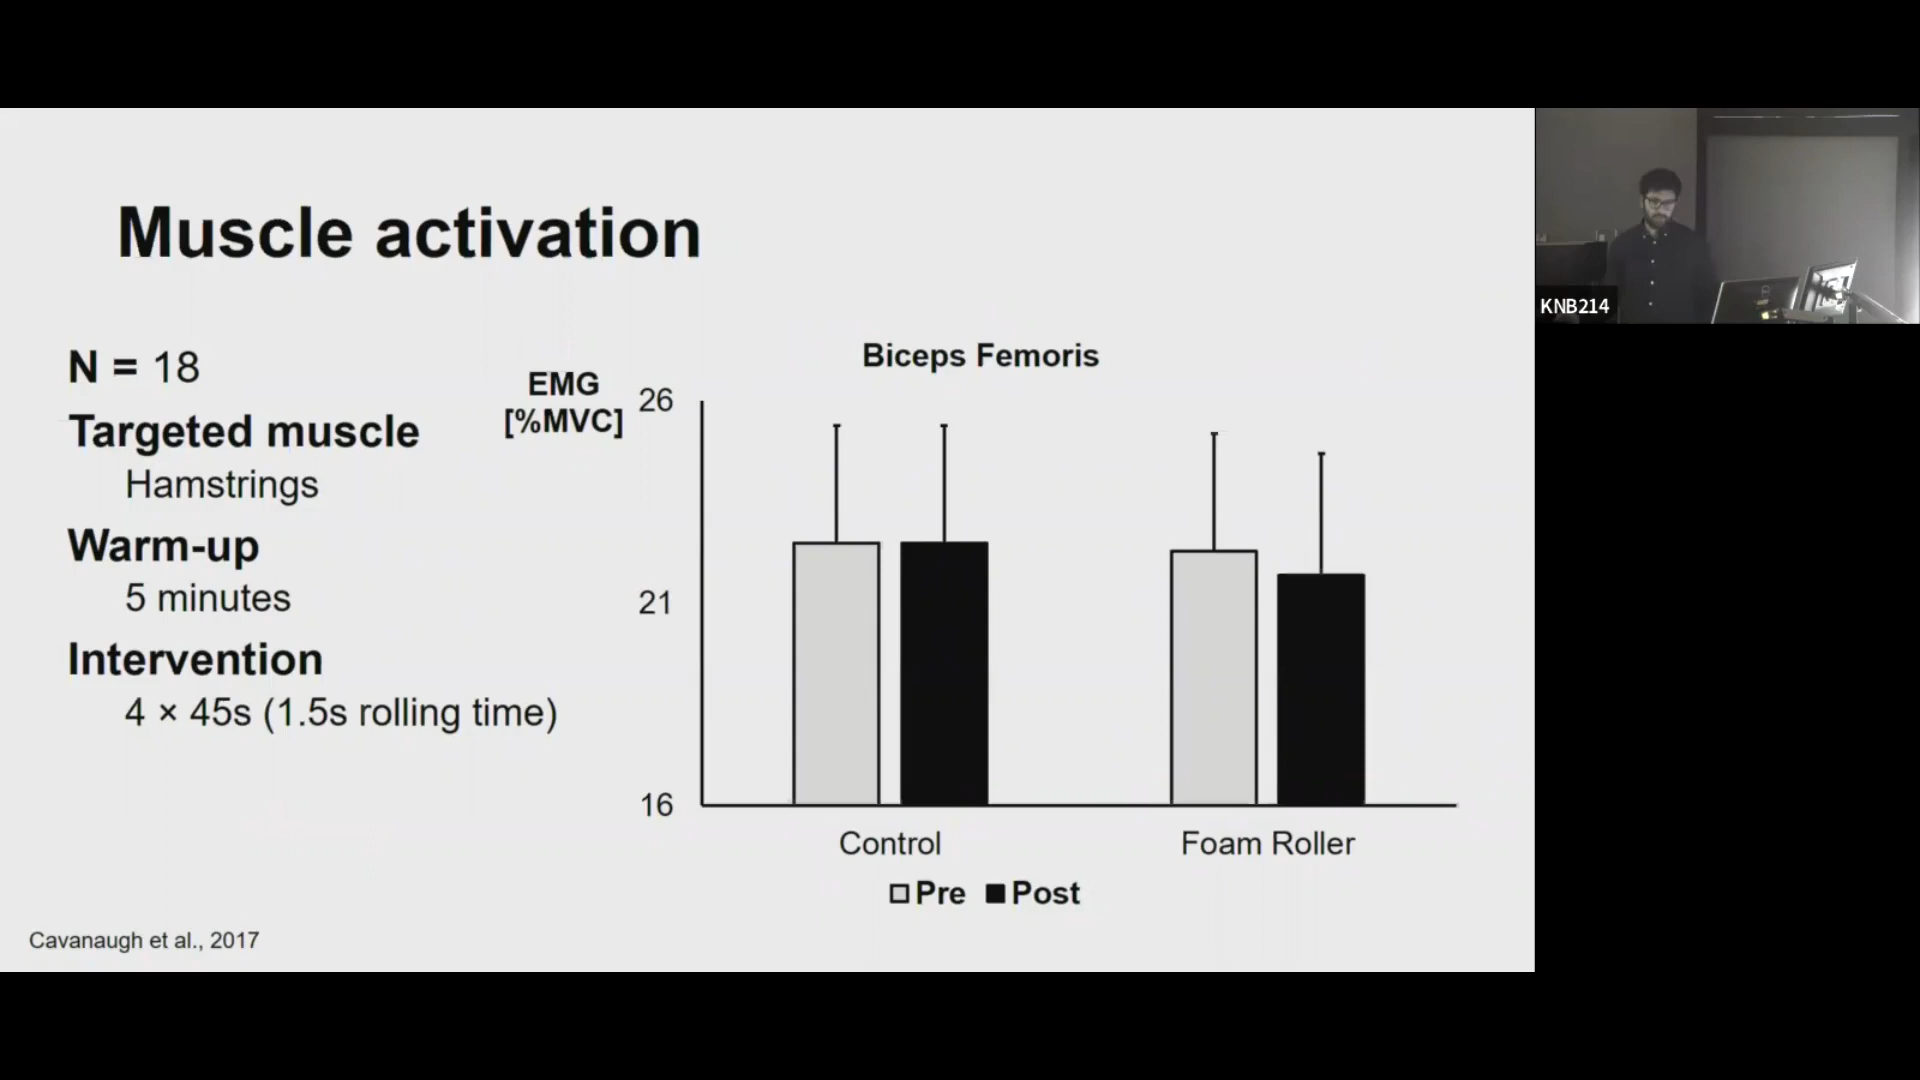 Muscle activation
N = 18
Targeted muscle
Hamstrings
Warm-up
5 minutes
Intervention
4 × 45s (1.5s rolling time)
Biceps Femoris
EMG
[%MVC]
26
21
16
Control
Foam Roller
Pre
Post
Cavanaugh et al., 2017
KNB214